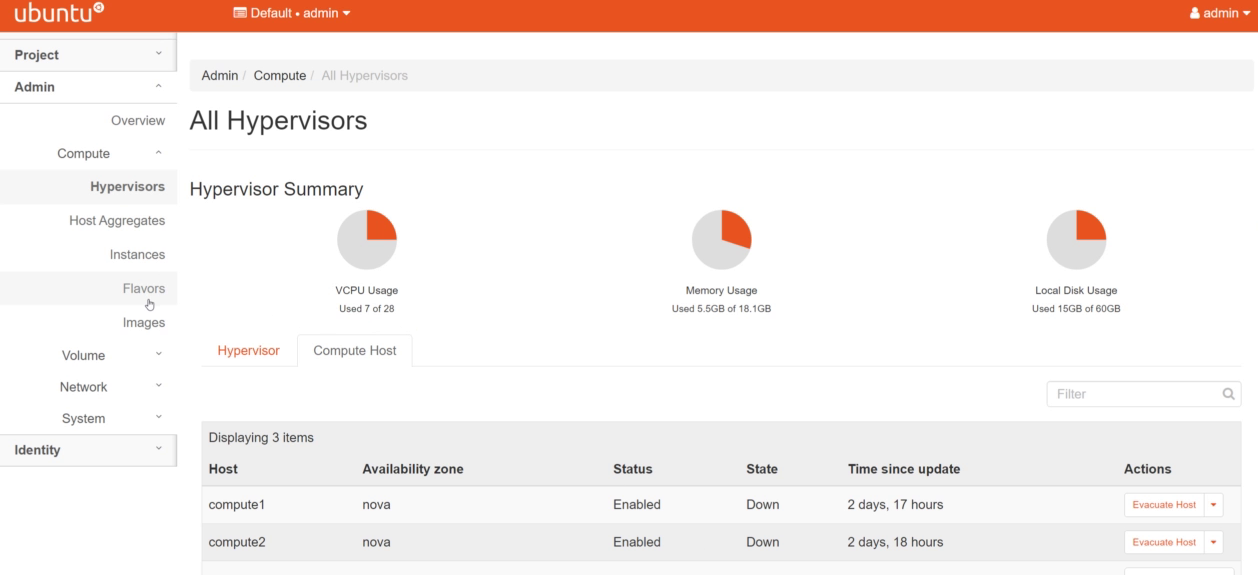 ubuntu
Default • admin
admin
Project
Admin
Overview
Compute
Hypervisors
Host Aggregates
Instances
Flavors
Images
Volume
Network
System
Identity
Admin / Compute / All Hypervisors
All Hypervisors
Hypervisor Summary
VCPU Usage
Used 7 of 28
Memory Usage
Used 5.5GB of 18.1GB
Local Disk Usage
Used 15GB of 60GB
Hypervisor Compute Host
Filter
Displaying 3 items
Host Availability zone Status State Time since update Actions
compute1 nova Enabled Down 2 days, 17 hours Evacuate Host
compute2 nova Enabled Down 2 days, 18 hours Evacuate Host